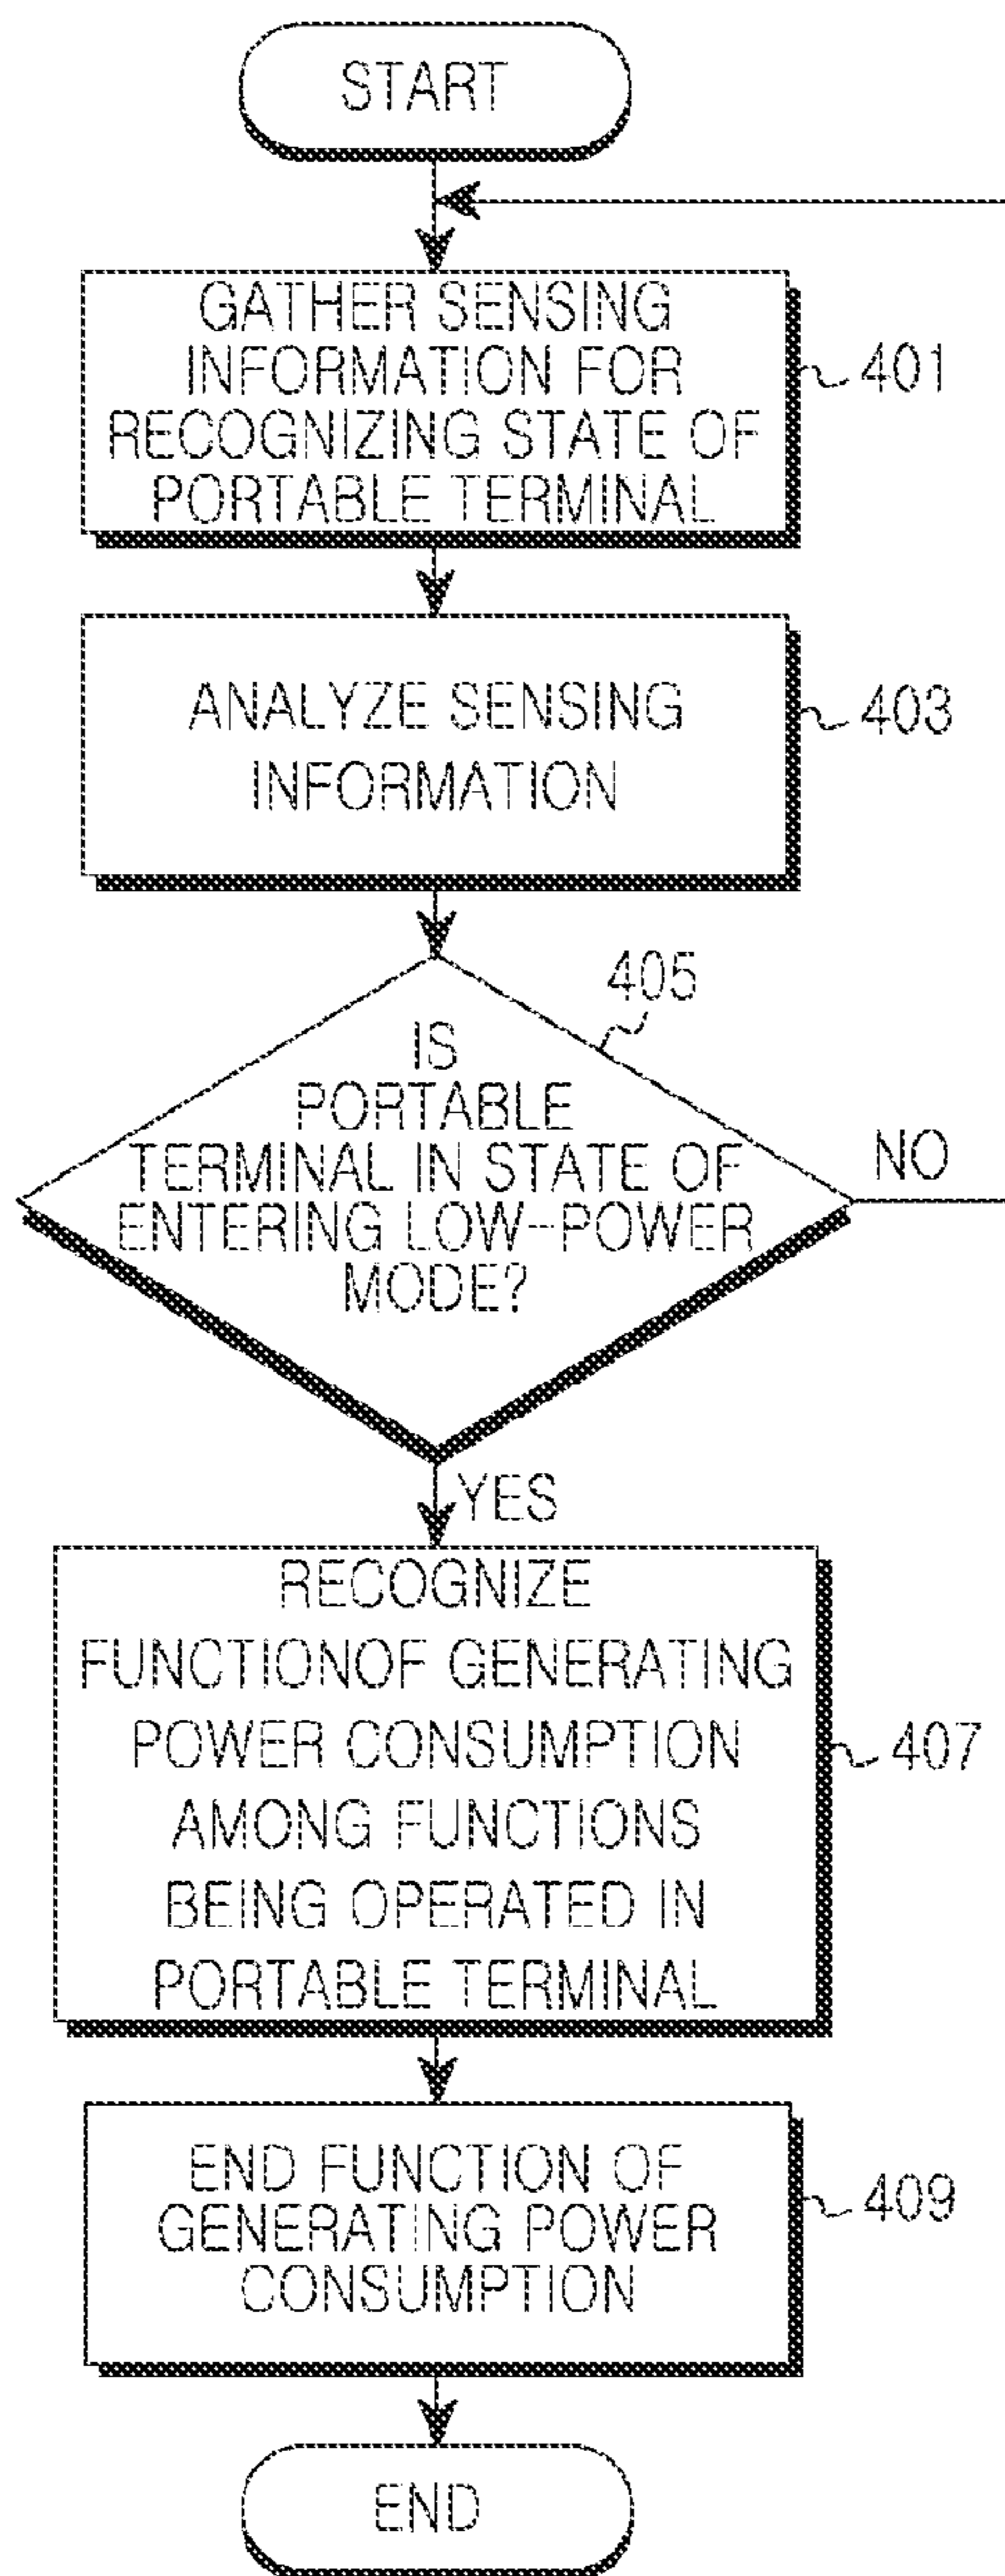 START
GATHER SENSING
INFORMATION FOR
RECOGNIZING STATE OF
PORTABLE TERMINAL
401
ANALYZE SENSING
INFORMATION
403
405
IS
PORTABLE
TERMINAL IN STATE OF
ENTERING LOW-POWER
MODE?
NO
YES
RECOGNIZE
FUNCTIONOF GENERATING
POWER CONSUMPTION
AMONG FUNCTIONS
BEING OPERATED IN
PORTABLE TERMINAL
407
END FUNCTION OF
GENERATING POWER
CONSUMPTION
409
END